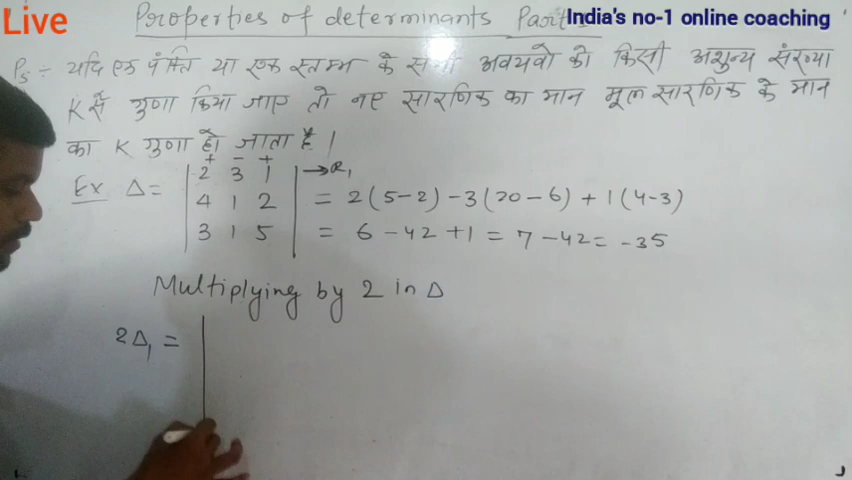 Live
Properties of determinants Part
India's no-1 online coaching
P5 ÷ यदि एक पंक्ति या एक स्तम्भ के अवयवो को किसी अशुन्य संख्या
K से गुणा किया जाए तो नए सारणिक का मान मूल सारणिक के मान
का K गुणा हो जाता है।
+ - +
Ex Δ = | 2 3 1 | → R1
| 4 1 2 | = 2(5-2) -3(20-6) + 1(4-3)
| 3 1 5 | = 6 - 42 + 1 = 7 - 42 = -35
Multiplying by 2 in Δ
2Δ1 = |